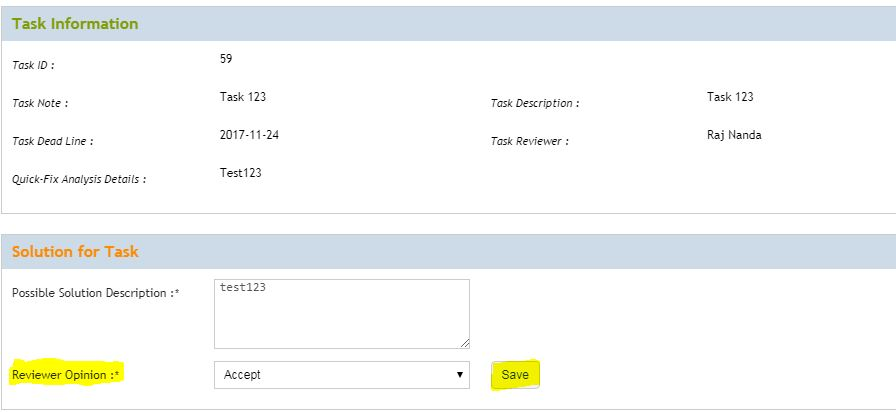 Task Information
Task ID : 59
Task Note : Task 123 Task Description : Task 123
Task Dead Line : 2017-11-24 Task Reviewer : Raj Nanda
Quick-Fix Analysis Details : Test123
Solution for Task
Possible Solution Description :* test123
Reviewer Opinion :* Accept Save